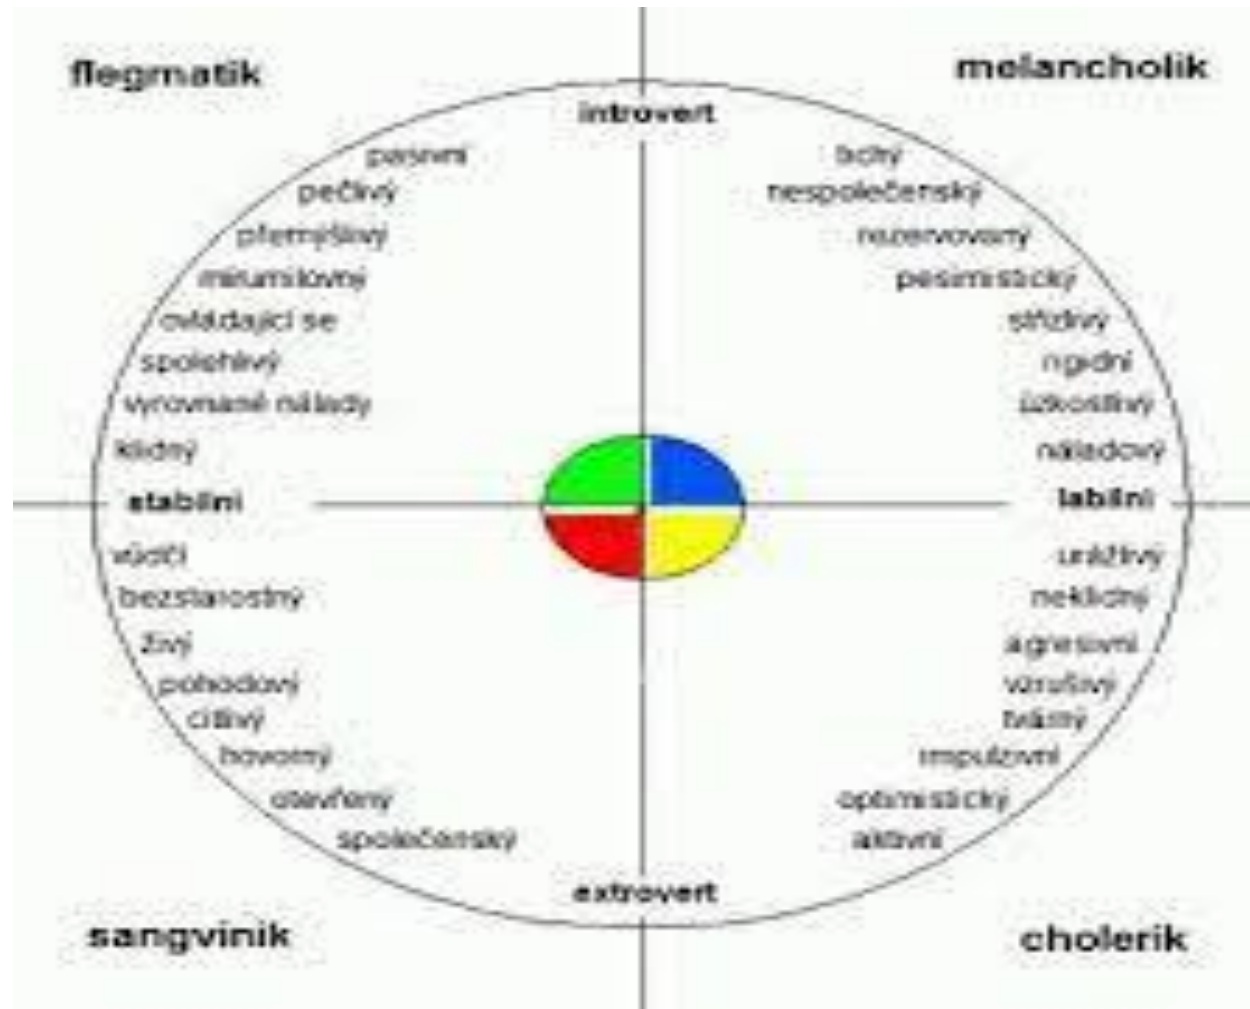 flegmatik
melancholik
introvert
pasivní
pečlivý
přemýšlivý
mírumilovný
ovládající se
spolehlivý
vyrovnané nálady
klidný
stabilní
tichý
nespolečenský
rezervovaný
pesimistický
střízlivý
rigidní
úzkostlivý
náladový
labilní
vůdčí
bezstarostný
živý
pohodový
citlivý
hovorný
otevřený
společenský
urážlivý
neklidný
agresivní
vzrušivý
tvárný
impulzivní
optimistický
aktivní
extrovert
sangvinik
cholerik